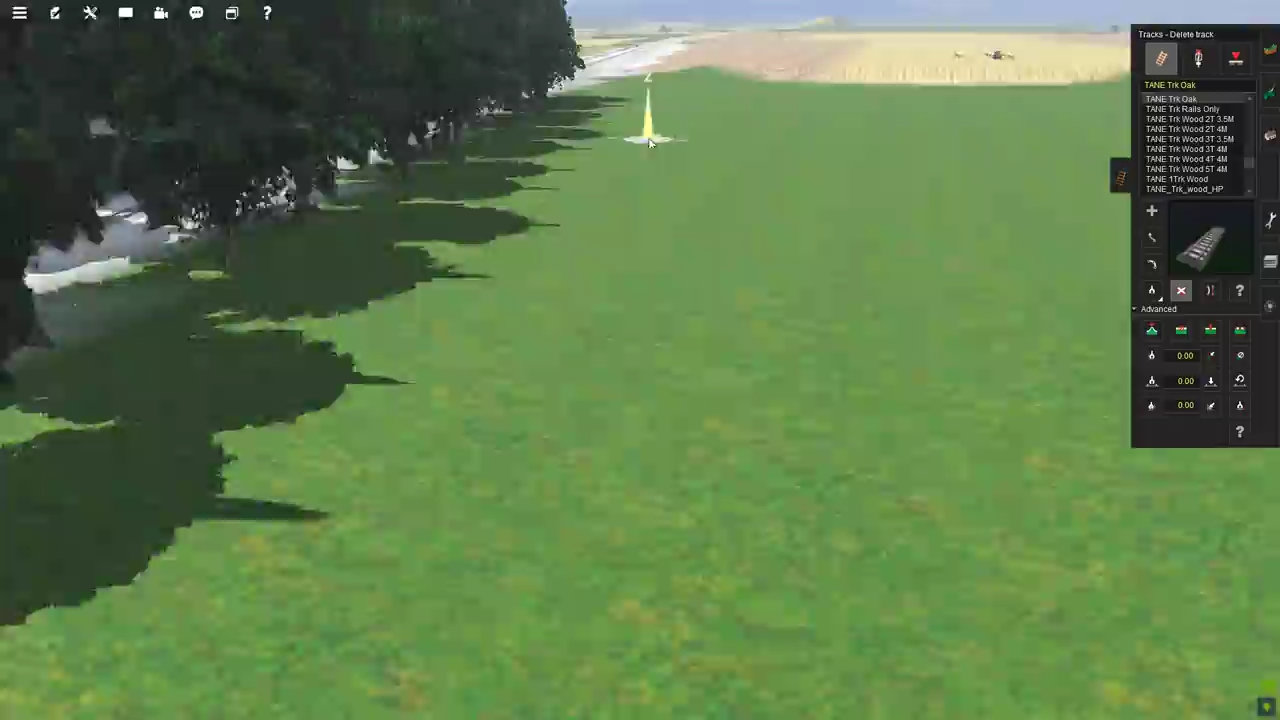 Tracks - Delete track
TANE Trk Oak
TANE Trk Oak
TANE Trk Rails Only
TANE Trk Wood 2T 3.5M
TANE Trk Wood 2T 4M
TANE Trk Wood 3T 3.5M
TANE Trk Wood 3T 4M
TANE Trk Wood 4T 4M
TANE Trk Wood 5T 4M
TANE 1Trk Wood
TANE_Trk_wood_HP
Advanced
0.00
0.00
0.00